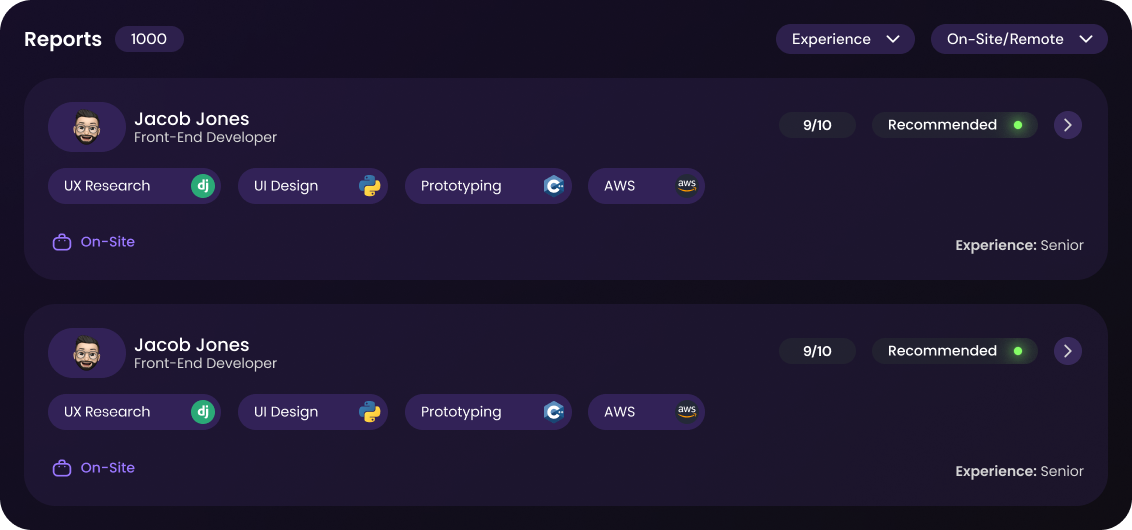 Reports 1000 Experience On-Site/Remote
Jacob Jones
Front-End Developer
9/10 Recommended
UX Research dj UI Design Prototyping C++ AWS aws
On-Site
Experience: Senior
Jacob Jones
Front-End Developer
9/10 Recommended
UX Research dj UI Design Prototyping C++ AWS aws
On-Site
Experience: Senior